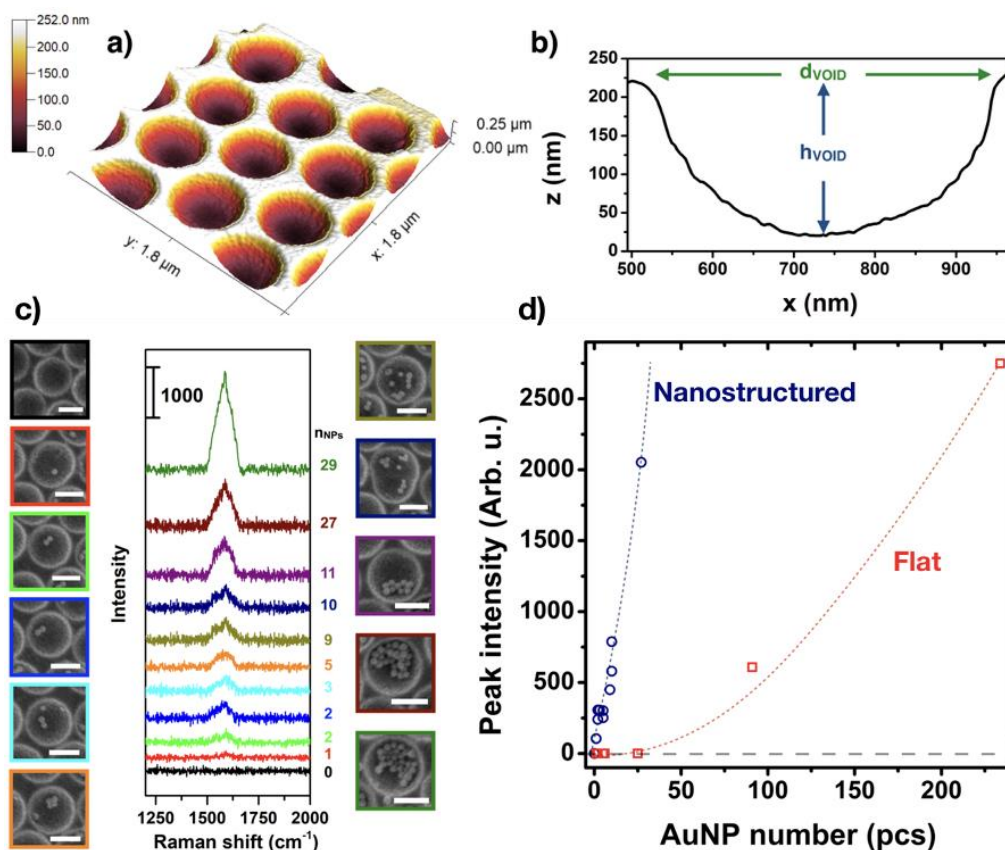 a)
252.0 nm
200.0
150.0
100.0
50.0
0.0
0.25 µm
0.00 µm
y: 1.8 µm
x: 1.8 µm
b)
z (nm)
250
200
150
100
50
0
dVOID
hVOID
500 600 700 800 900
x (nm)
c)
1000
nNPs
29
27
11
10
9
5
3
2
2
1
0
Intensity
1250 1500 1750 2000
Raman shift (cm⁻¹)
d)
Peak intensity (Arb. u.)
2500
2000
1500
1000
500
0
Nanostructured
Flat
0 50 100 150 200
AuNP number (pcs)